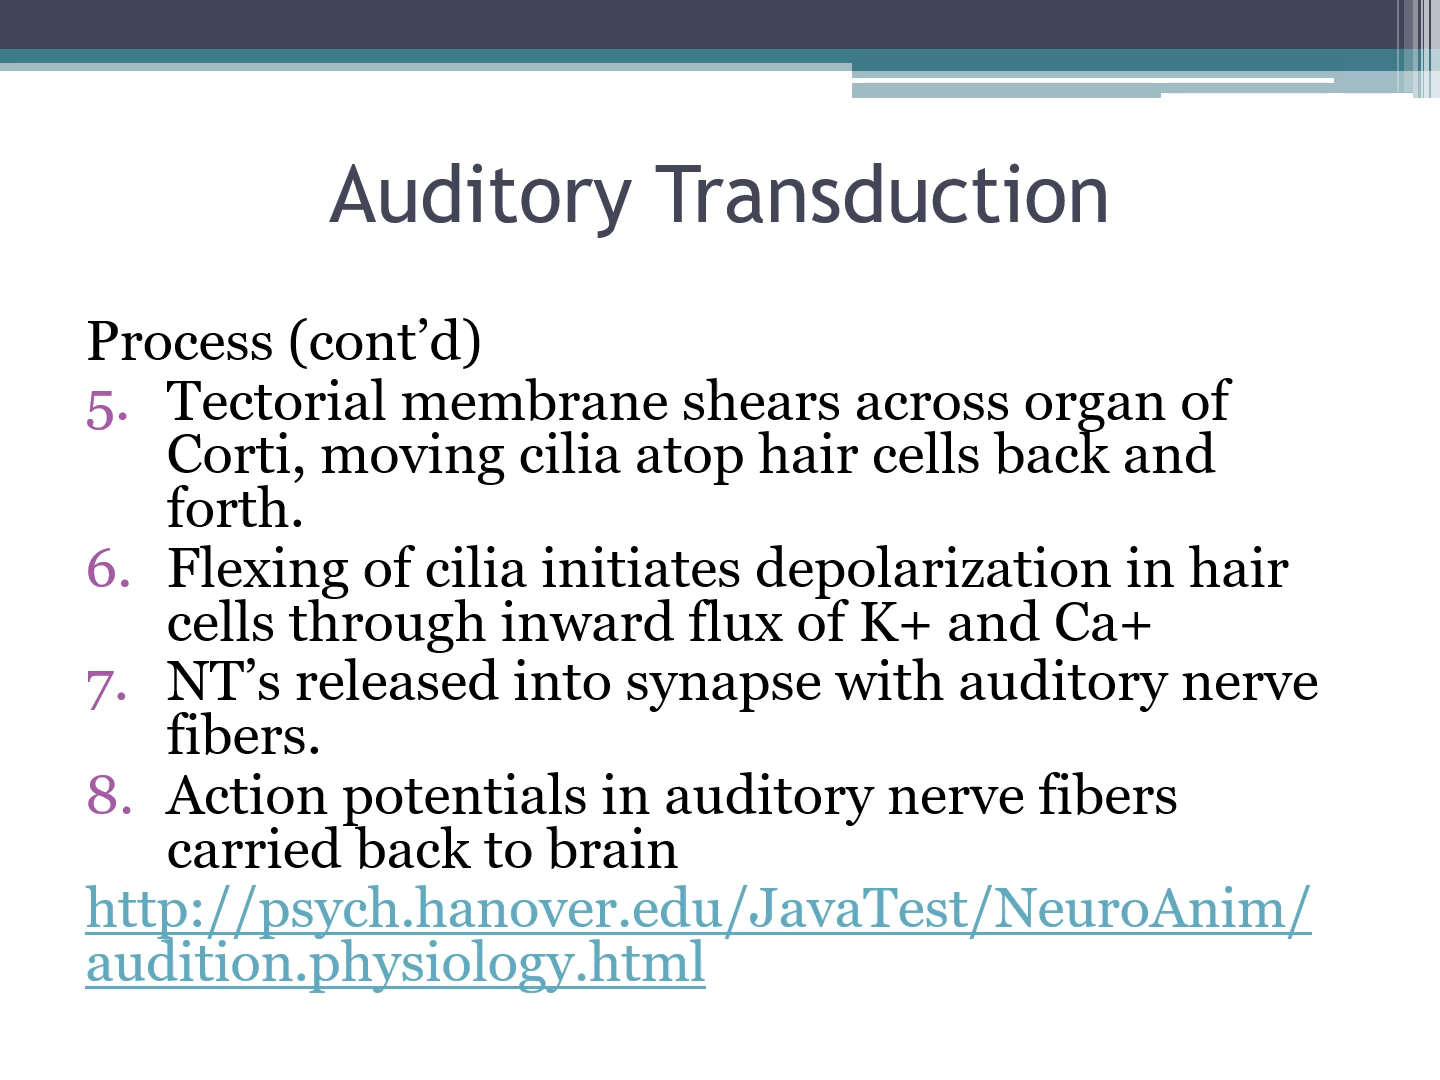 Auditory Transduction
Process (cont’d)
5. Tectorial membrane shears across organ of
Corti, moving cilia atop hair cells back and
forth.
6. Flexing of cilia initiates depolarization in hair
cells through inward flux of K+ and Ca+
7. NT’s released into synapse with auditory nerve
fibers.
8. Action potentials in auditory nerve fibers
carried back to brain
http://psych.hanover.edu/JavaTest/NeuroAnim/
audition.physiology.html